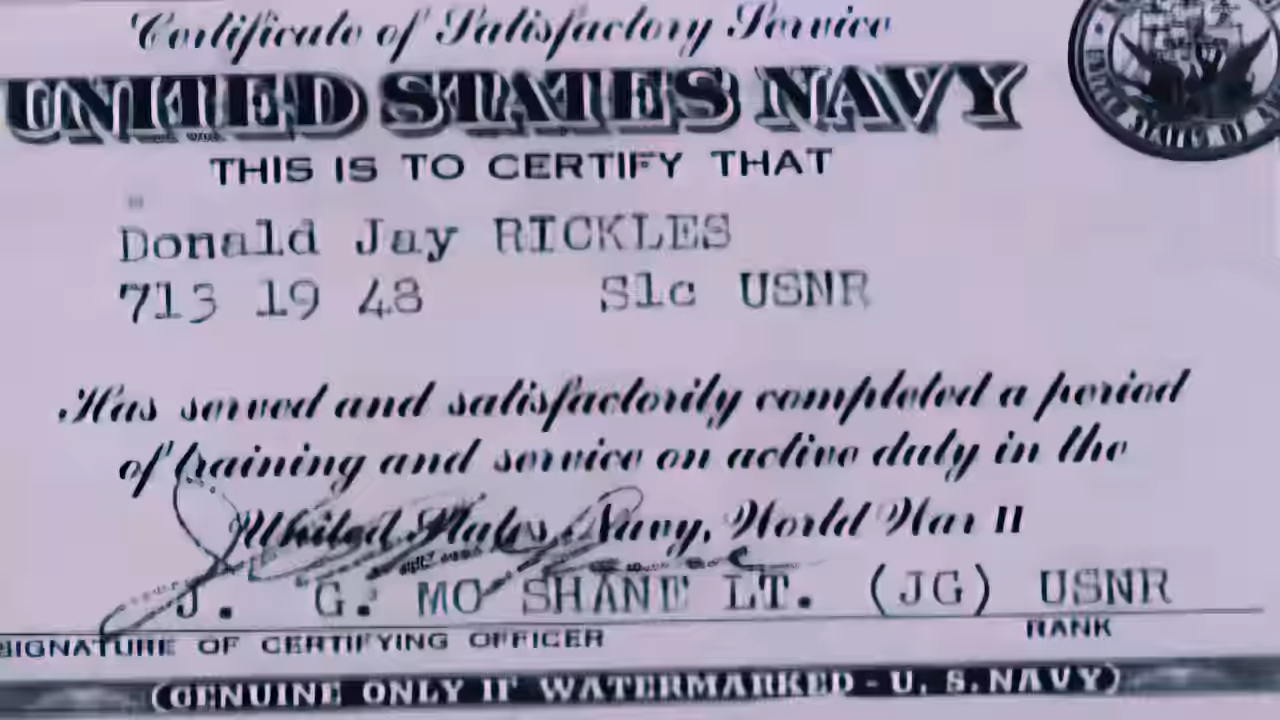 Certificate of Satisfactory Service
UNITED STATES NAVY
THIS IS TO CERTIFY THAT
Donald Jay RICKLES
713 19 48 S1c USNR
Has served and satisfactorily completed a period
of training and service on active duty in the
United States Navy, World War II
J. G. MO SHANE LT. (JG) USNR
SIGNATURE OF CERTIFYING OFFICER RANK
(GENUINE ONLY IF WATERMARKED - U. S. NAVY)